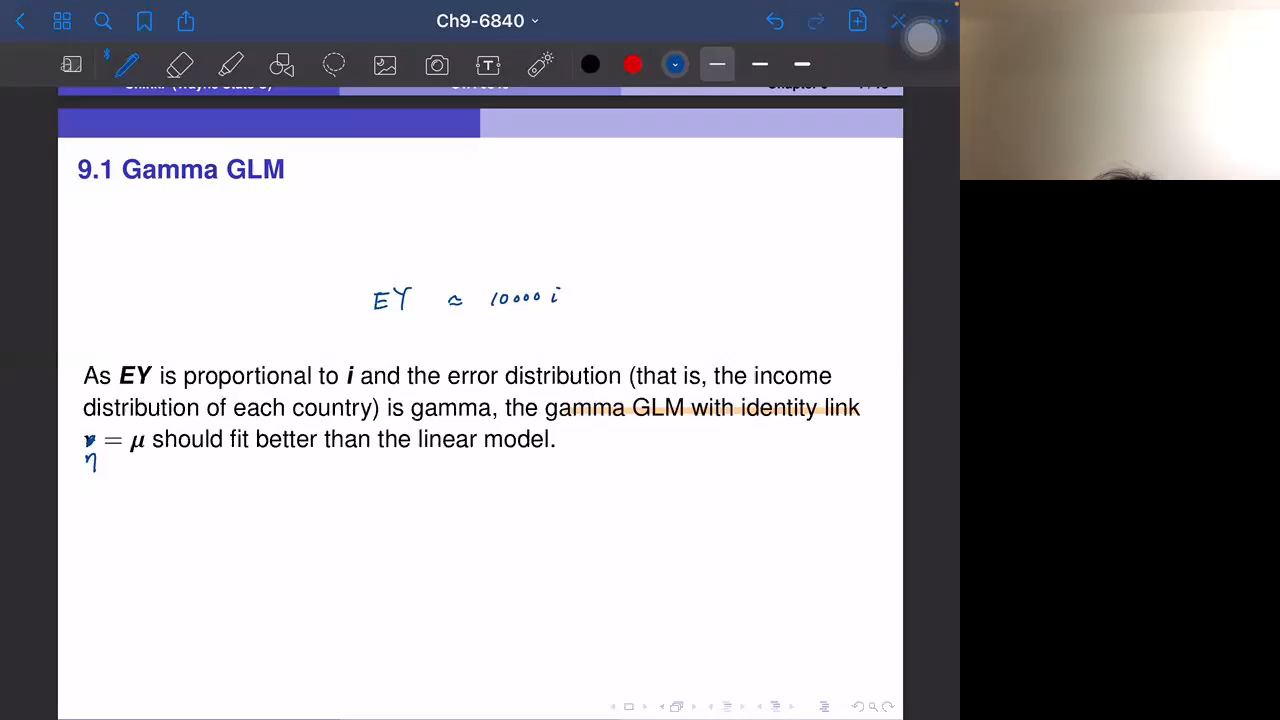 Ch9-6840
9.1 Gamma GLM
EY ≈ 10000 i
As EY is proportional to i and the error distribution (that is, the income
distribution of each country) is gamma, the gamma GLM with identity link
= μ should fit better than the linear model.
η